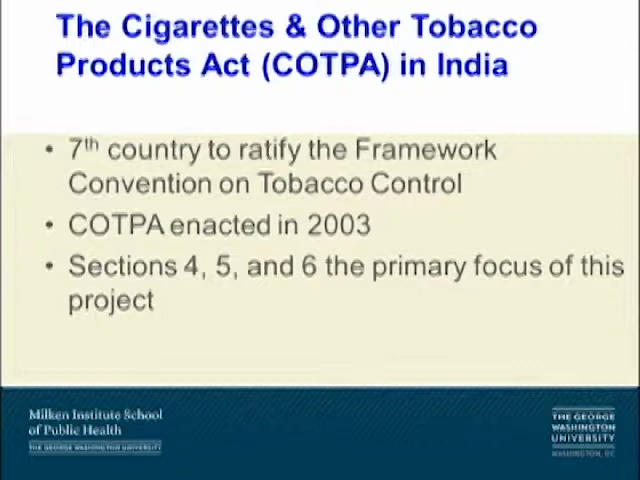 The Cigarettes & Other Tobacco
Products Act (COTPA) in India
• 7th country to ratify the Framework
Convention on Tobacco Control
• COTPA enacted in 2003
• Sections 4, 5, and 6 the primary focus of this
project
Milken Institute School
of Public Health
THE GEORGE WASHINGTON UNIVERSITY
THE GEORGE
WASHINGTON
UNIVERSITY
WASHINGTON, DC